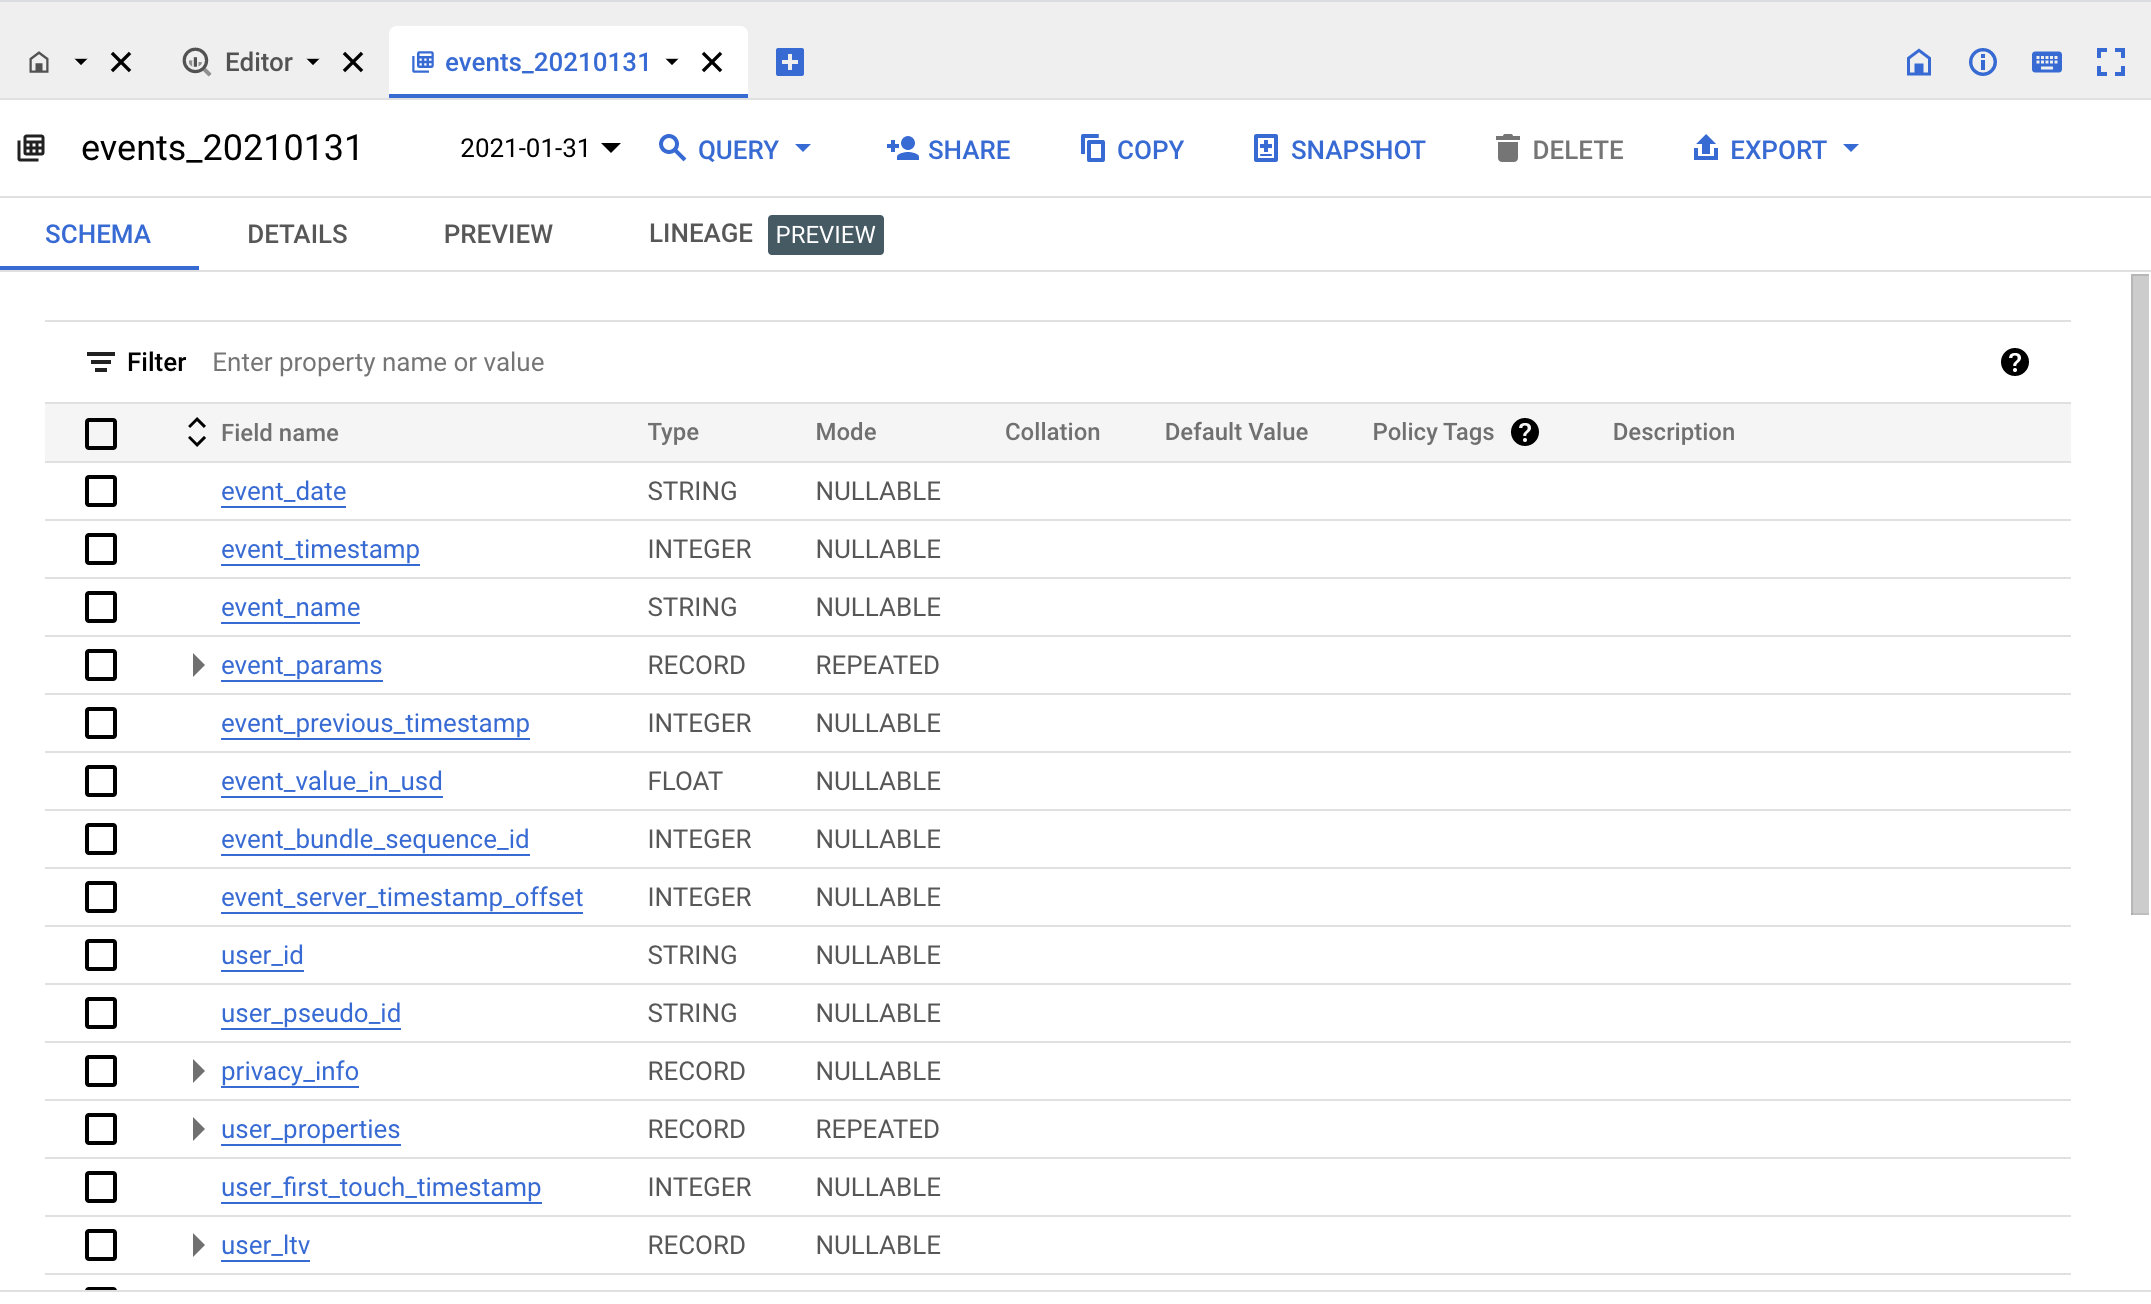 Editor events_20210131
events_20210131 2021-01-31 QUERY SHARE COPY SNAPSHOT DELETE EXPORT
SCHEMA DETAILS PREVIEW LINEAGE PREVIEW
Filter Enter property name or value
Field name Type Mode Collation Default Value Policy Tags Description
event_date STRING NULLABLE
event_timestamp INTEGER NULLABLE
event_name STRING NULLABLE
event_params RECORD REPEATED
event_previous_timestamp INTEGER NULLABLE
event_value_in_usd FLOAT NULLABLE
event_bundle_sequence_id INTEGER NULLABLE
event_server_timestamp_offset INTEGER NULLABLE
user_id STRING NULLABLE
user_pseudo_id STRING NULLABLE
privacy_info RECORD NULLABLE
user_properties RECORD REPEATED
user_first_touch_timestamp INTEGER NULLABLE
user_ltv RECORD NULLABLE